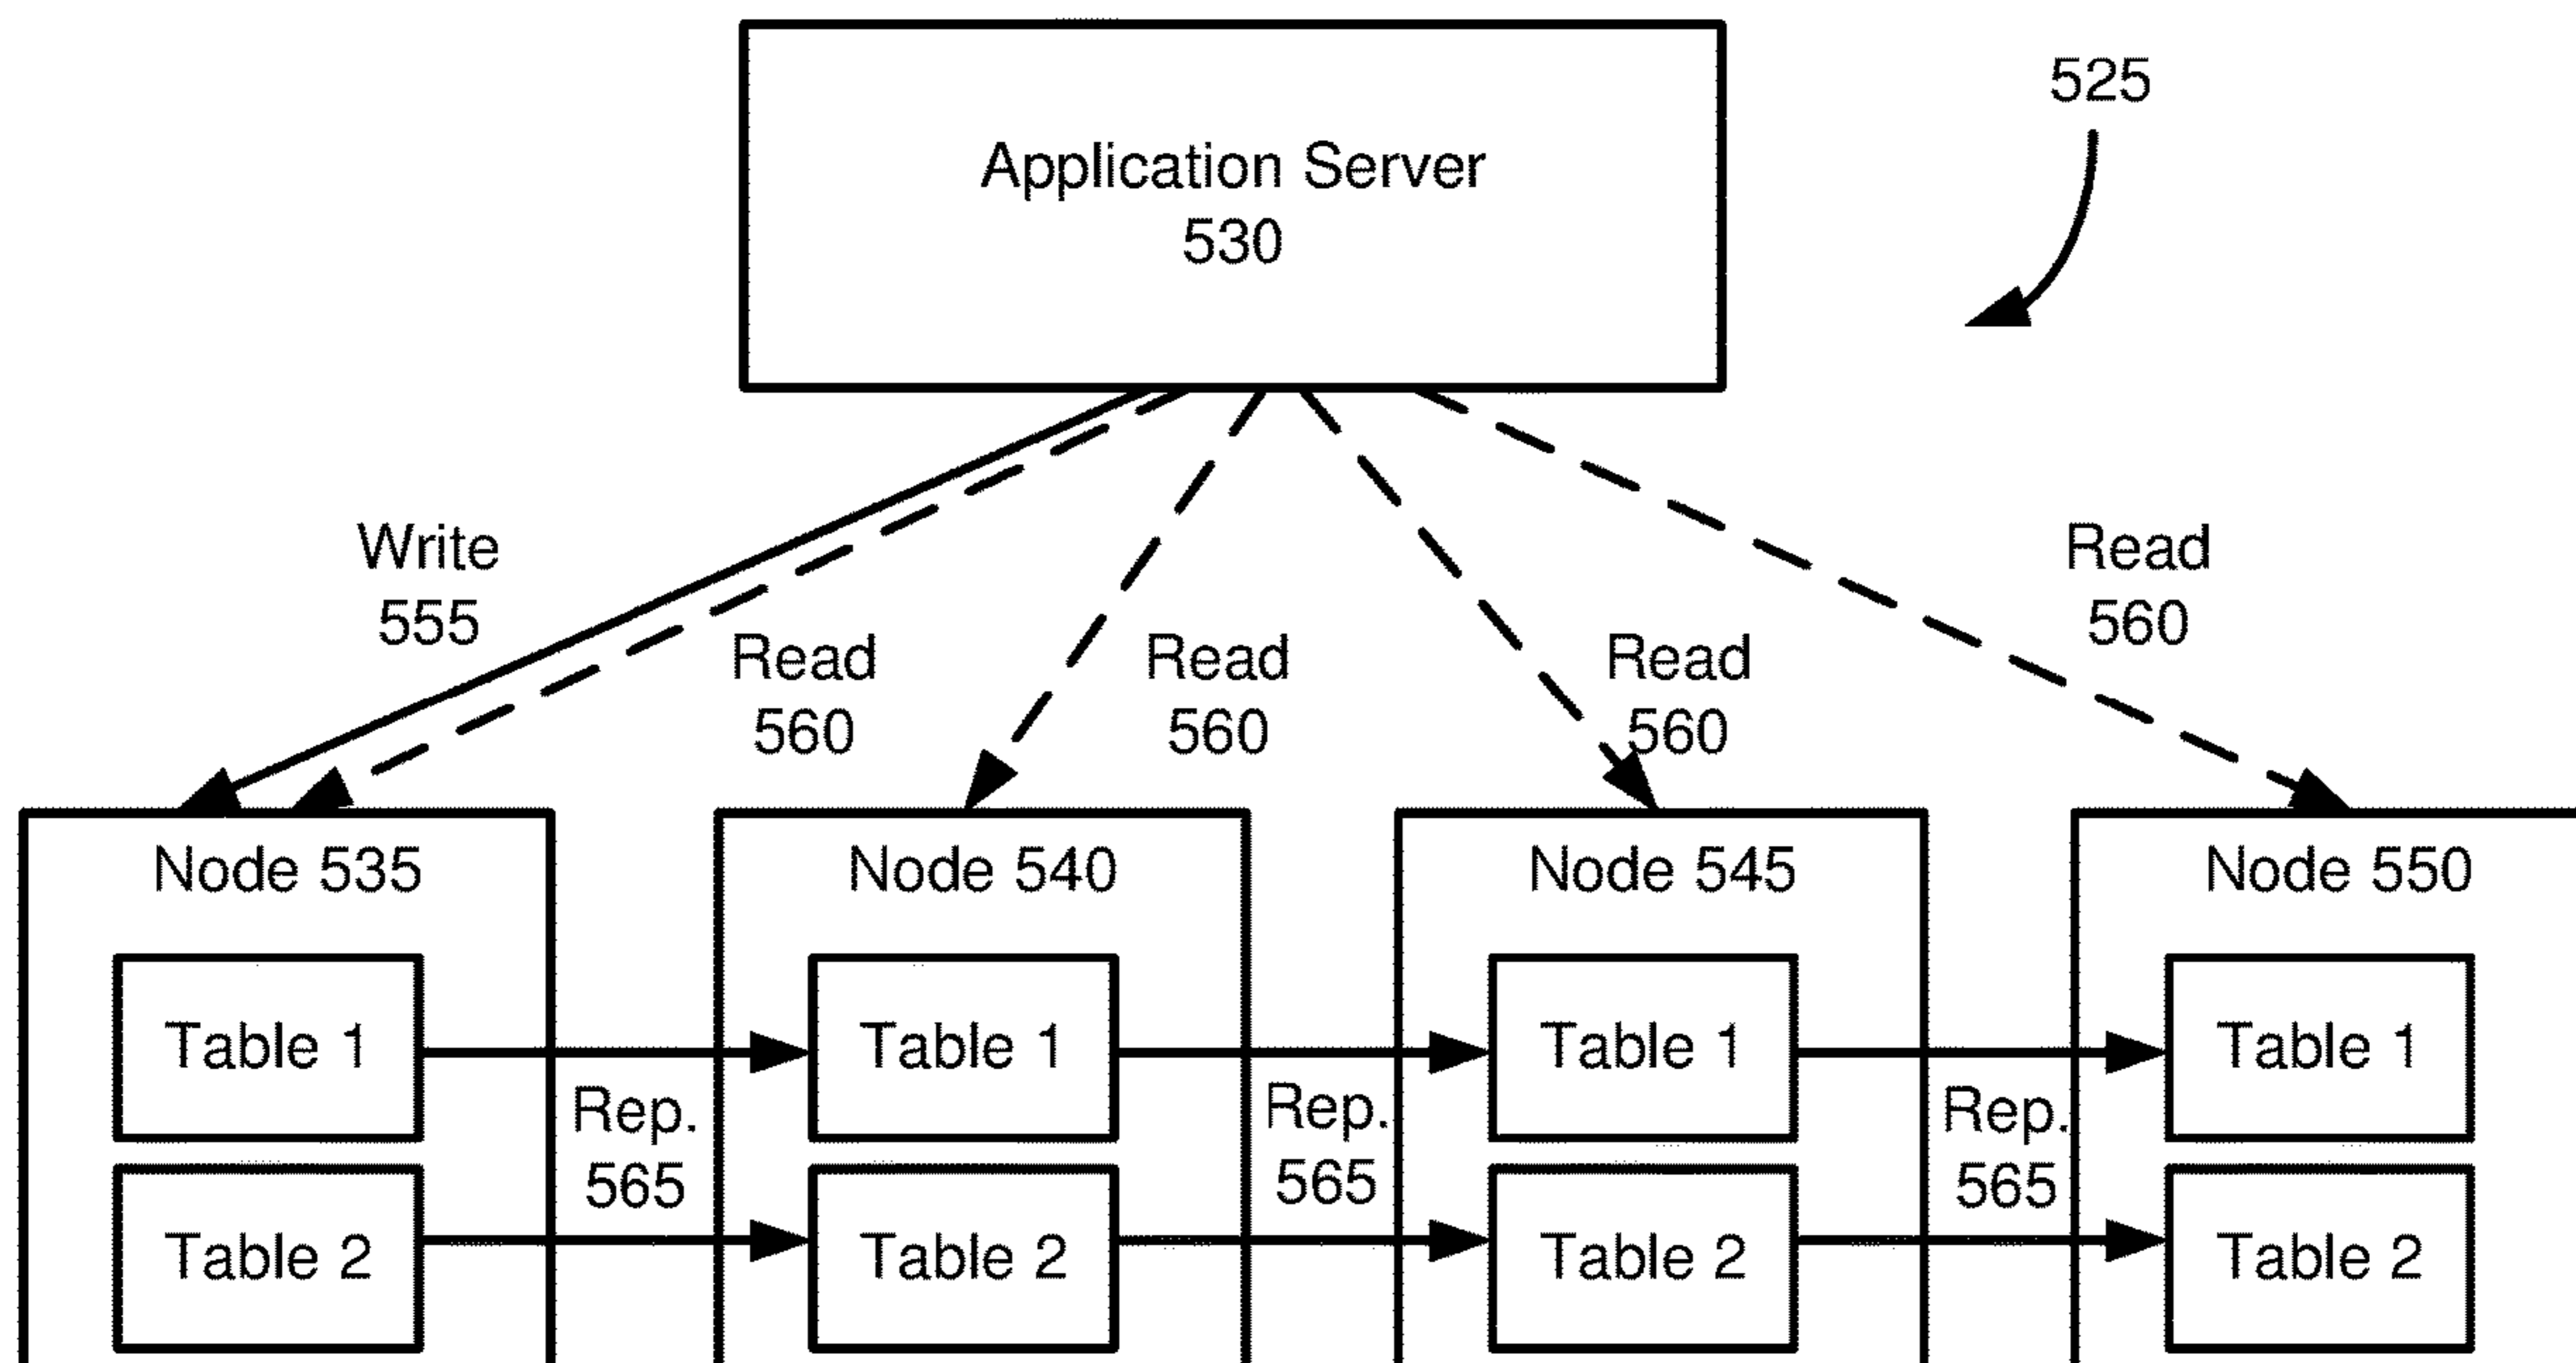 Application Server
530
525
Write
555
Read
560
Read
560
Read
560
Read
560
Node 535
Node 540
Node 545
Node 550
Table 1
Table 1
Table 1
Table 1
Rep.
565
Rep.
565
Rep.
565
Table 2
Table 2
Table 2
Table 2